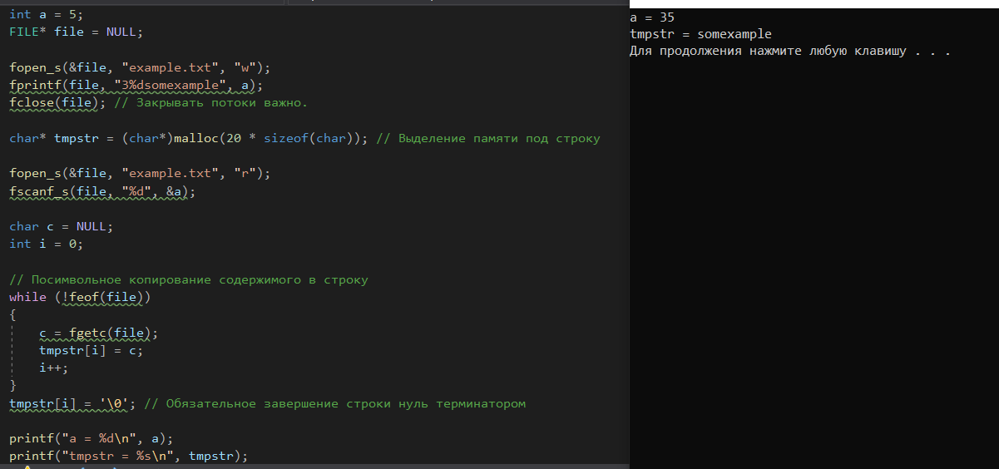 int a = 5;
FILE* file = NULL;
fopen_s(&file, "example.txt", "w");
fprintf(file, "3%dsomexample", a);
fclose(file); // Закрывать потоки важно.
char* tmpstr = (char*)malloc(20 * sizeof(char)); // Выделение памяти под строку
fopen_s(&file, "example.txt", "r");
fscanf_s(file, "%d", &a);
char c = NULL;
int i = 0;
// Посимвольное копирование содержимого в строку
while (!feof(file))
{
c = fgetc(file);
tmpstr[i] = c;
i++;
}
tmpstr[i] = '\0'; // Обязательное завершение строки нуль терминатором
printf("a = %d\n", a);
printf("tmpstr = %s\n", tmpstr);
a = 35
tmpstr = somexample
Для продолжения нажмите любую клавишу . . .